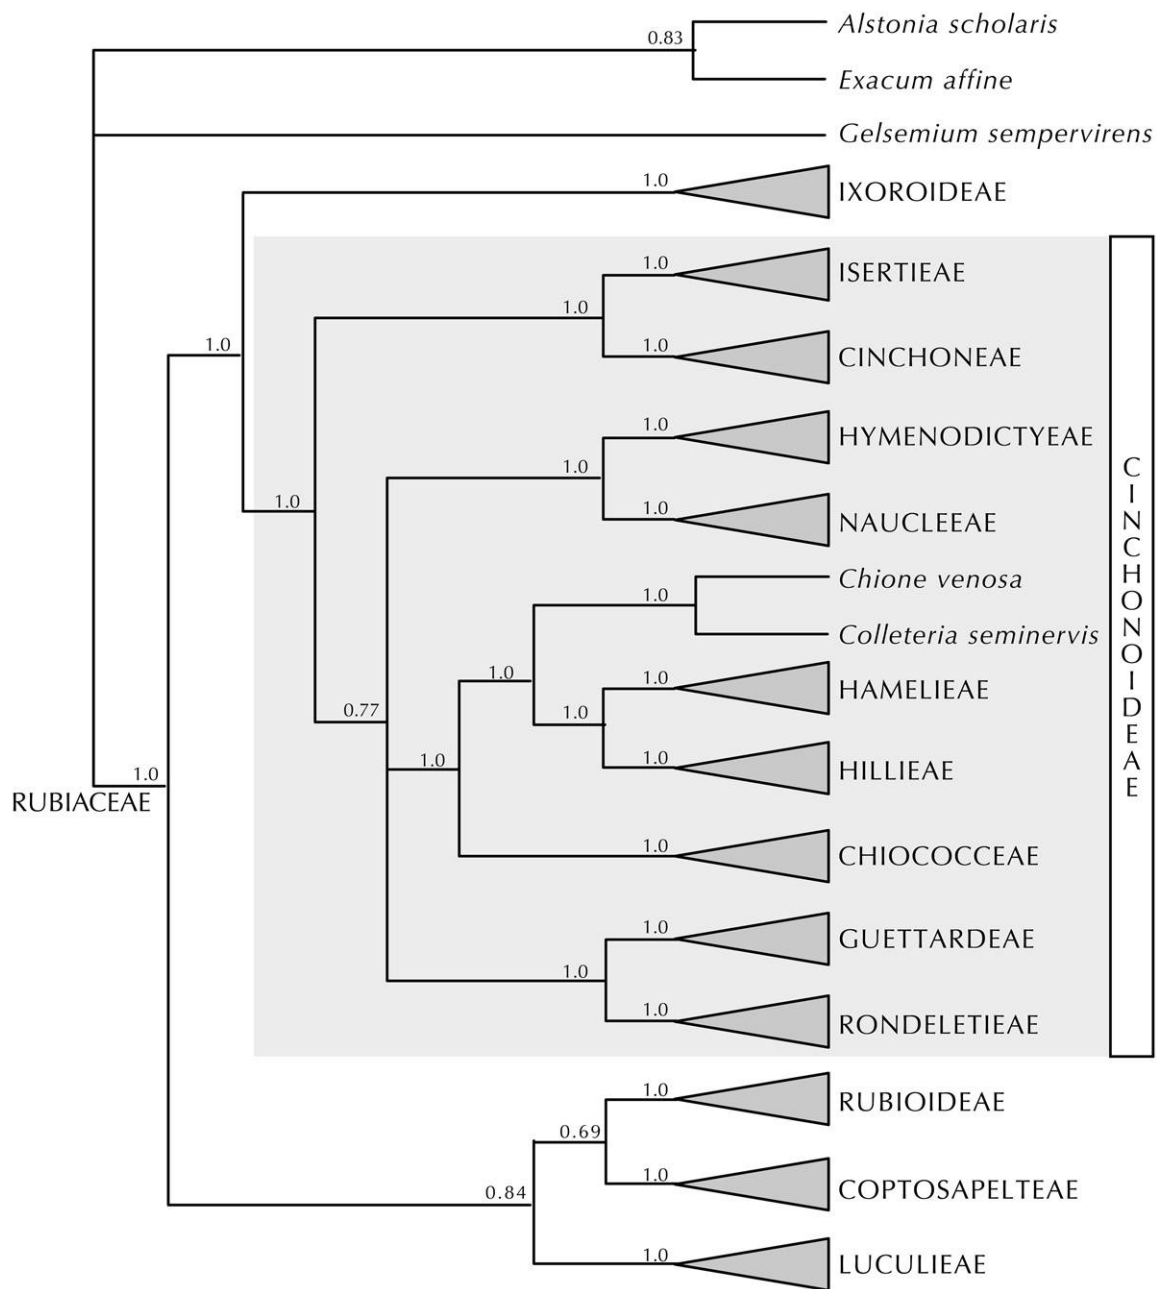 Alstonia scholaris
0.83
Exacum affine
Gelsemium sempervirens
1.0
IXOROIDEAE
1.0
ISERTIEAE
1.0
1.0
CINCHONEAE
1.0
1.0
HYMENODICTYEAE
1.0
1.0
NAUCLEEAE
1.0
Chione venosa
1.0
Colleteria seminervis
1.0
1.0
HAMELIEAE
1.0
0.77
1.0
HILLIEAE
1.0
1.0
RUBIACEAE
1.0
CHIOCOCCEAE
1.0
GUETTARDEAE
1.0
1.0
RONDELETIEAE
CINCHONOIDEAE
1.0
RUBIOIDEAE
0.69
1.0
COPTOSAPELTEAE
0.84
1.0
LUCULIEAE